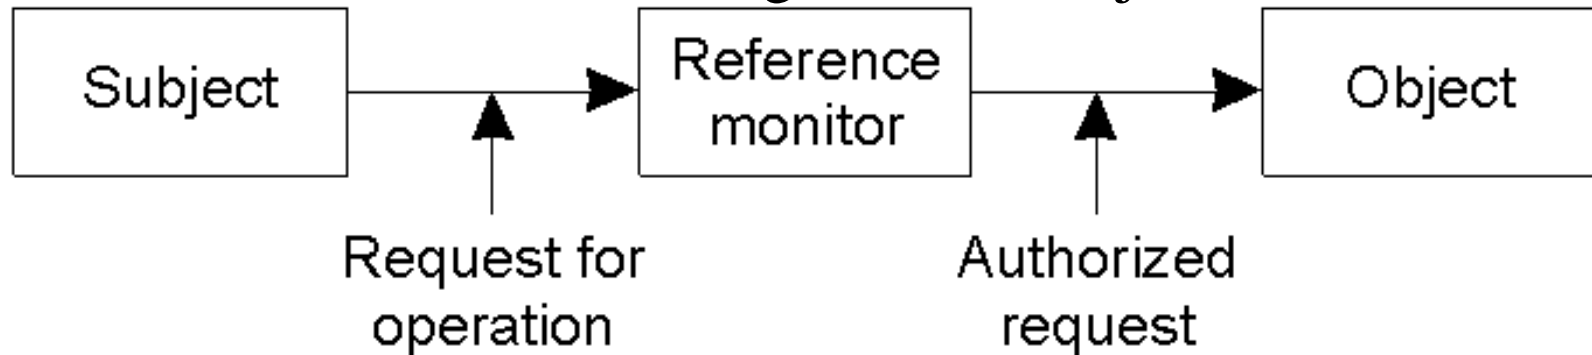 Subject
Reference
monitor
Object
Request for
operation
Authorized
request